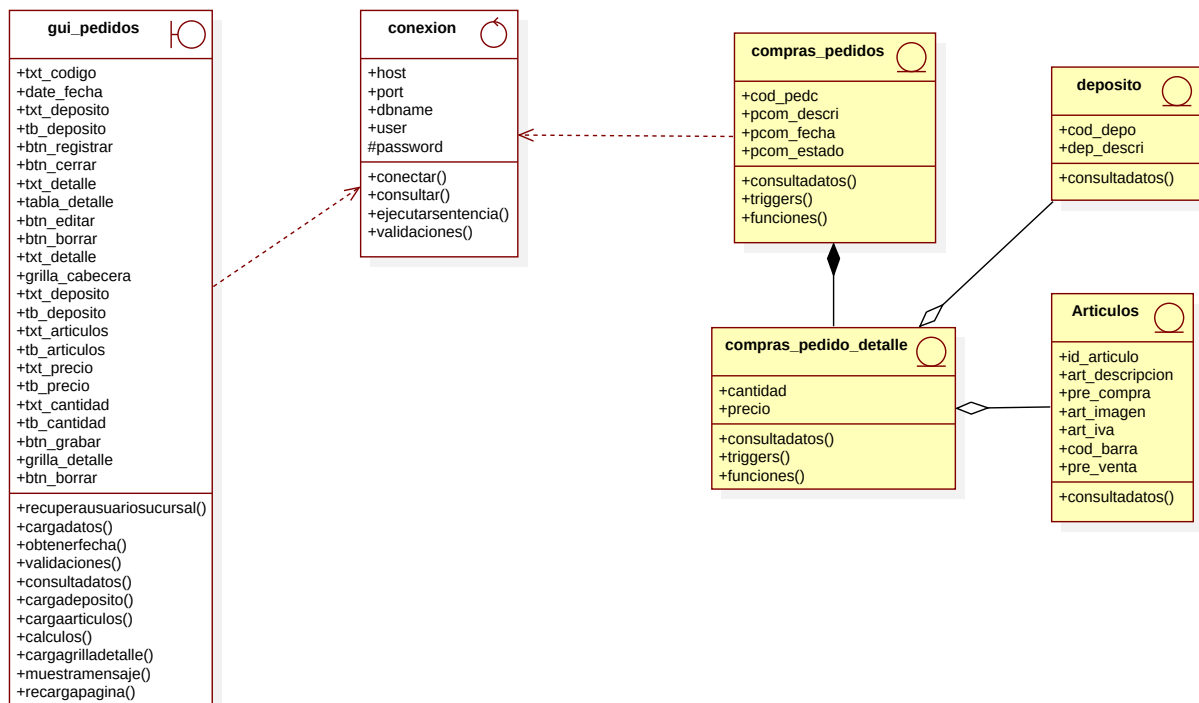 gui_pedidos
+txt_codigo
+date_fecha
+txt_deposito
+tb_deposito
+btn_registrar
+btn_cerrar
+txt_detalle
+tabla_detalle
+btn_editar
+btn_borrar
+txt_detalle
+grilla_cabecera
+txt_deposito
+tb_deposito
+txt_articulos
+tb_articulos
+txt_precio
+tb_precio
+txt_cantidad
+tb_cantidad
+btn_grabar
+grilla_detalle
+btn_borrar
+recuperausuariosucursal()
+cargadatos()
+obtenerfecha()
+validaciones()
+consultadatos()
+cargadeposito()
+cargaarticulos()
+calculos()
+cargagrilladetalle()
+muestramensaje()
+recargapagina()
conexion
+host
+port
+dbname
+user
#password
+conectar()
+consultar()
+ejecutarsentencia()
+validaciones()
compras_pedidos
+cod_pedc
+pcom_descri
+pcom_fecha
+pcom_estado
+consultadatos()
+triggers()
+funciones()
compras_pedido_detalle
+cantidad
+precio
+consultadatos()
+triggers()
+funciones()
deposito
+cod_depo
+dep_descri
+consultadatos()
Articulos
+id_articulo
+art_descripcion
+pre_compra
+art_imagen
+art_iva
+cod_barra
+pre_venta
+consultadatos()